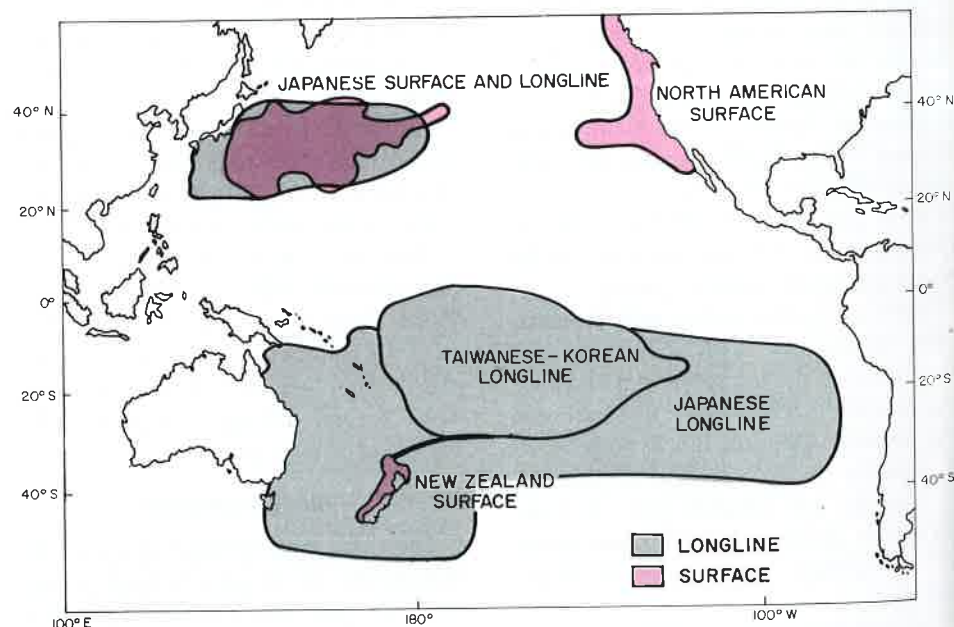 JAPANESE SURFACE AND LONGLINE
NORTH AMERICAN
SURFACE
40° N
40° N
20° N
20° N
0°
0°
TAIWANESE-KOREAN
LONGLINE
20° S
20° S
JAPANESE
LONGLINE
NEW ZEALAND
SURFACE
40° S
40° S
LONGLINE
SURFACE
100° E
180°
100° W